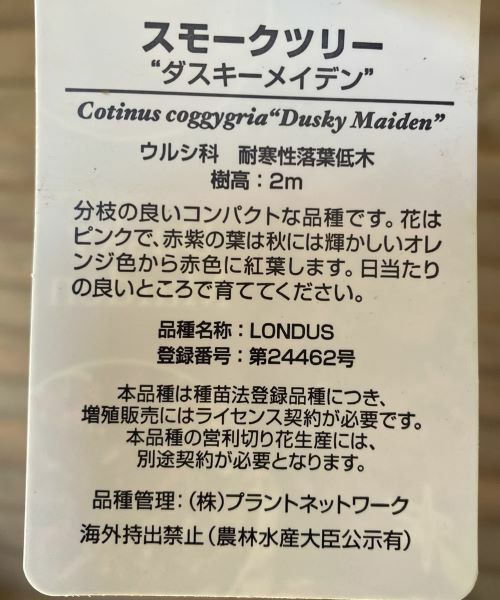 スモークツリー
“ダスキーメイデン”
Cotinus coggygria“Dusky Maiden”
ウルシ科　耐寒性落葉低木
樹高：2m
分枝の良いコンパクトな品種です。花は
ピンクで、赤紫の葉は秋には輝かしいオレ
ンジ色から赤色に紅葉します。日当たり
の良いところで育ててください。
品種名称：LONDUS
登録番号：第24462号
本品種は種苗法登録品種につき、
増殖販売にはライセンス契約が必要です。
本品種の営利切り花生産には、
別途契約が必要となります。
品種管理：（株）プラントネットワーク
海外持出禁止（農林水産大臣公示有）